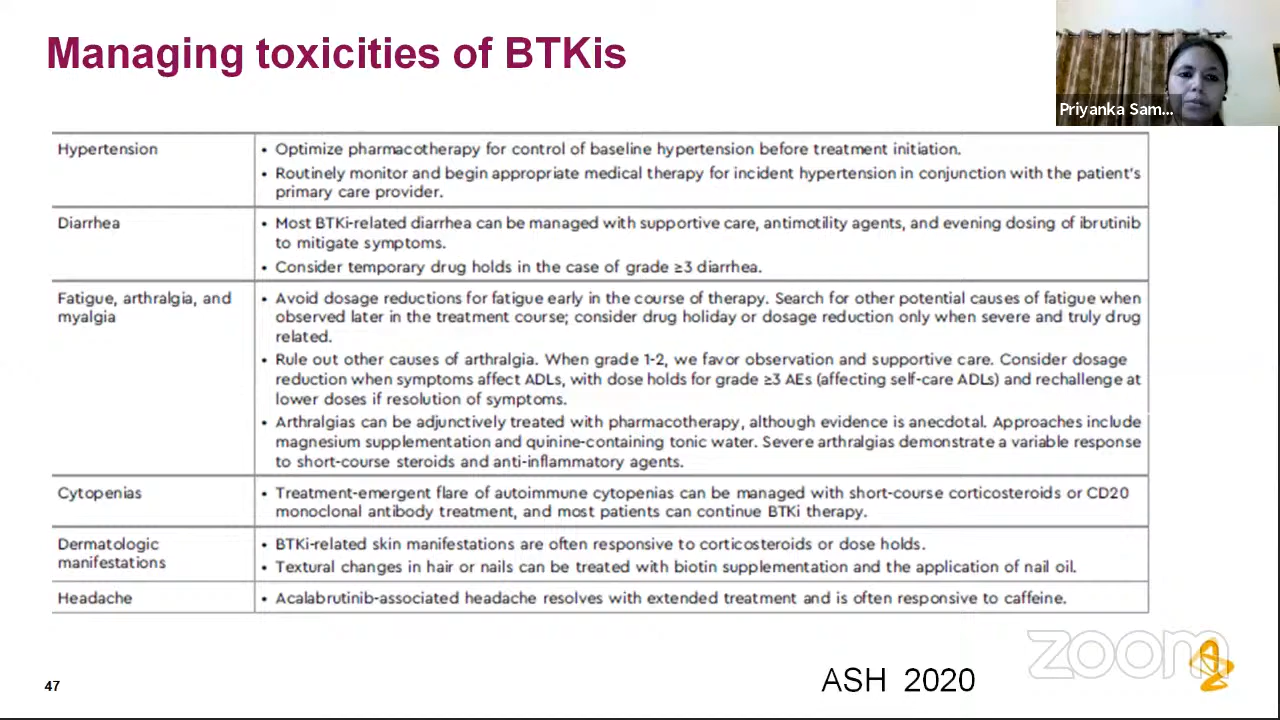 Managing toxicities of BTKis
Priyanka Sam...
Hypertension
• Optimize pharmacotherapy for control of baseline hypertension before treatment initiation.
• Routinely monitor and begin appropriate medical therapy for incident hypertension in conjunction with the patient's
primary care provider.
Diarrhea
• Most BTKi-related diarrhea can be managed with supportive care, antimotility agents, and evening dosing of ibrutinib
to mitigate symptoms.
• Consider temporary drug holds in the case of grade ≥3 diarrhea.
Fatigue, arthralgia, and
myalgia
• Avoid dosage reductions for fatigue early in the course of therapy. Search for other potential causes of fatigue when
observed later in the treatment course; consider drug holiday or dosage reduction only when severe and truly drug
related.
• Rule out other causes of arthralgia. When grade 1-2, we favor observation and supportive care. Consider dosage
reduction when symptoms affect ADLs, with dose holds for grade ≥3 AEs (affecting self-care ADLs) and rechallenge at
lower doses if resolution of symptoms.
• Arthralgias can be adjunctively treated with pharmacotherapy, although evidence is anecdotal. Approaches include
magnesium supplementation and quinine-containing tonic water. Severe arthralgias demonstrate a variable response
to short-course steroids and anti-inflammatory agents.
Cytopenias
• Treatment-emergent flare of autoimmune cytopenias can be managed with short-course corticosteroids or CD20
monoclonal antibody treatment, and most patients can continue BTKi therapy.
Dermatologic
manifestations
• BTKi-related skin manifestations are often responsive to corticosteroids or dose holds.
• Textural changes in hair or nails can be treated with biotin supplementation and the application of nail oil.
Headache
• Acalabrutinib-associated headache resolves with extended treatment and is often responsive to caffeine.
zoom
47
ASH 2020